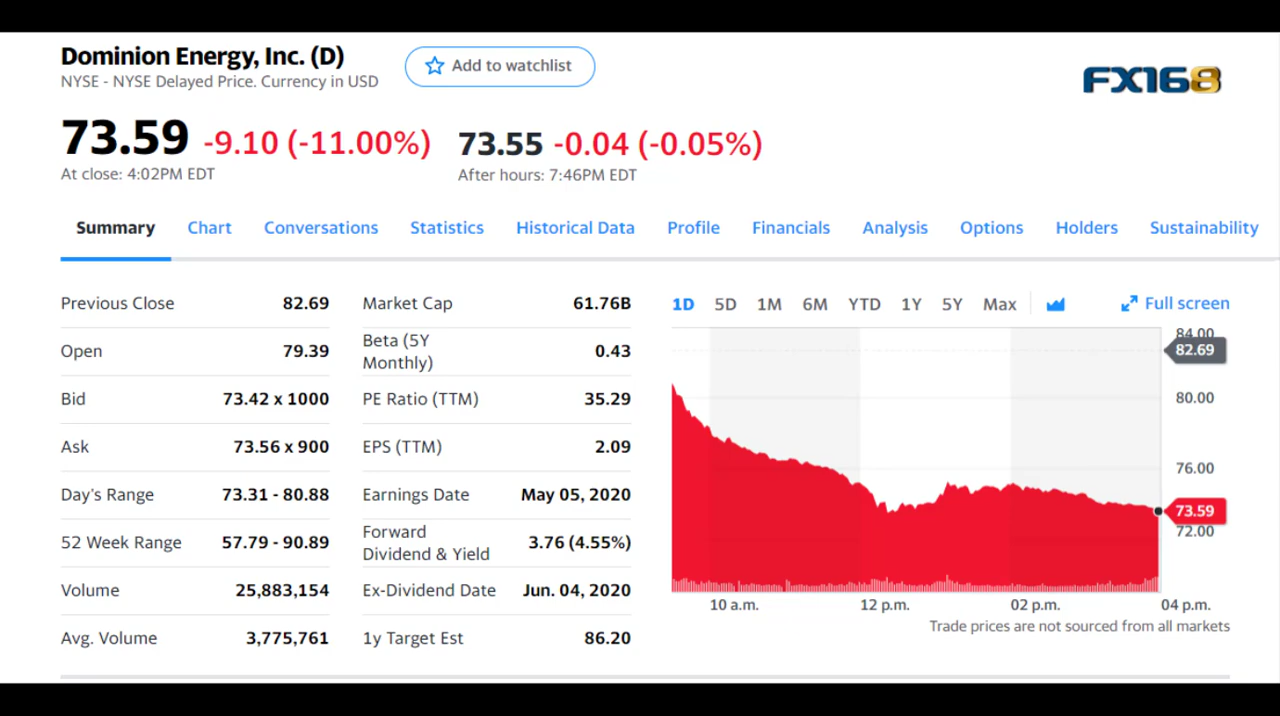 Dominion Energy, Inc. (D)
Add to watchlist
NYSE - NYSE Delayed Price. Currency in USD
FX168
73.59 -9.10 (-11.00%)
At close: 4:02PM EDT
73.55 -0.04 (-0.05%)
After hours: 7:46PM EDT
Summary Chart Conversations Statistics Historical Data Profile Financials Analysis Options Holders Sustainability
Previous Close 82.69
Open 79.39
Bid 73.42 x 1000
Ask 73.56 x 900
Day's Range 73.31 - 80.88
52 Week Range 57.79 - 90.89
Volume 25,883,154
Avg. Volume 3,775,761
Market Cap 61.76B
Beta (5Y
Monthly) 0.43
PE Ratio (TTM) 35.29
EPS (TTM) 2.09
Earnings Date May 05, 2020
Forward
Dividend & Yield 3.76 (4.55%)
Ex-Dividend Date Jun. 04, 2020
1y Target Est 86.20
1D 5D 1M 6M YTD 1Y 5Y Max Full screen
84.00
82.69
80.00
76.00
73.59
72.00
10 a.m. 12 p.m. 02 p.m. 04 p.m.
Trade prices are not sourced from all markets